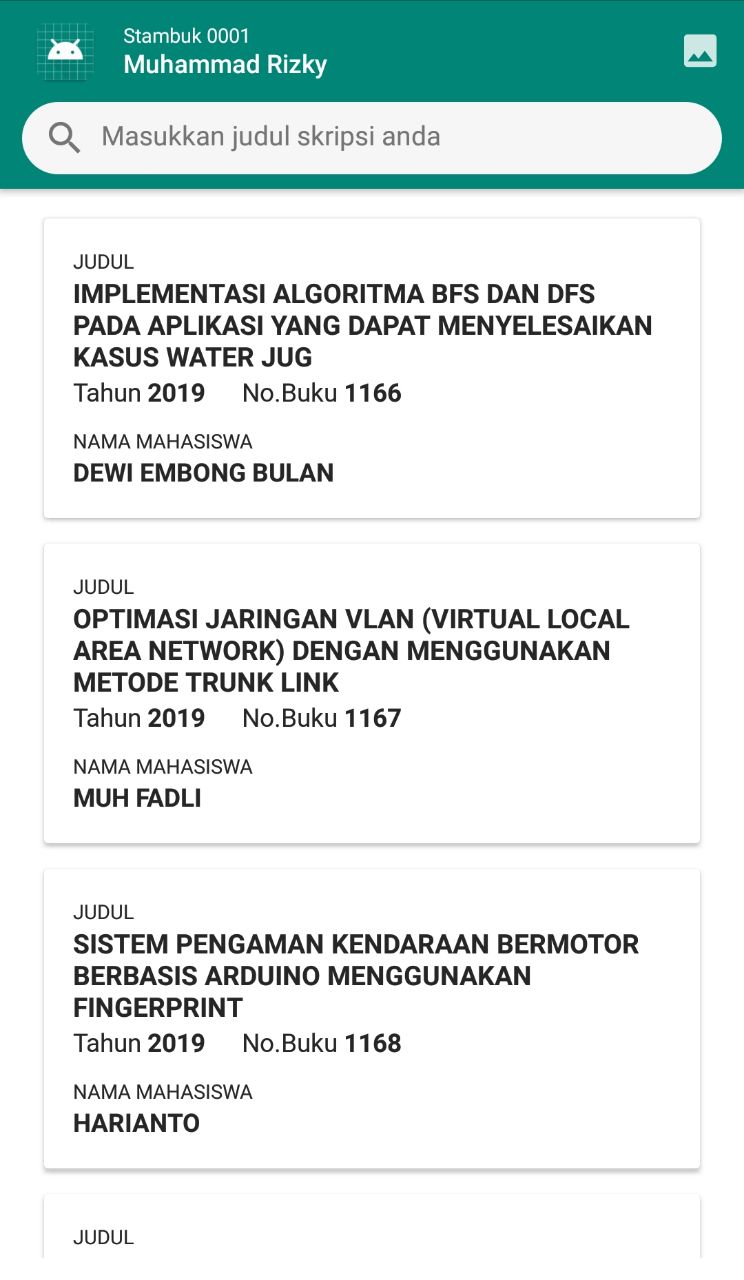 Stambuk 0001
Muhammad Rizky
Masukkan judul skripsi anda
JUDUL
IMPLEMENTASI ALGORITMA BFS DAN DFS
PADA APLIKASI YANG DAPAT MENYELESAIKAN
KASUS WATER JUG
Tahun 2019 No.Buku 1166
NAMA MAHASISWA
DEWI EMBONG BULAN
JUDUL
OPTIMASI JARINGAN VLAN (VIRTUAL LOCAL
AREA NETWORK) DENGAN MENGGUNAKAN
METODE TRUNK LINK
Tahun 2019 No.Buku 1167
NAMA MAHASISWA
MUH FADLI
JUDUL
SISTEM PENGAMAN KENDARAAN BERMOTOR
BERBASIS ARDUINO MENGGUNAKAN
FINGERPRINT
Tahun 2019 No.Buku 1168
NAMA MAHASISWA
HARIANTO
JUDUL